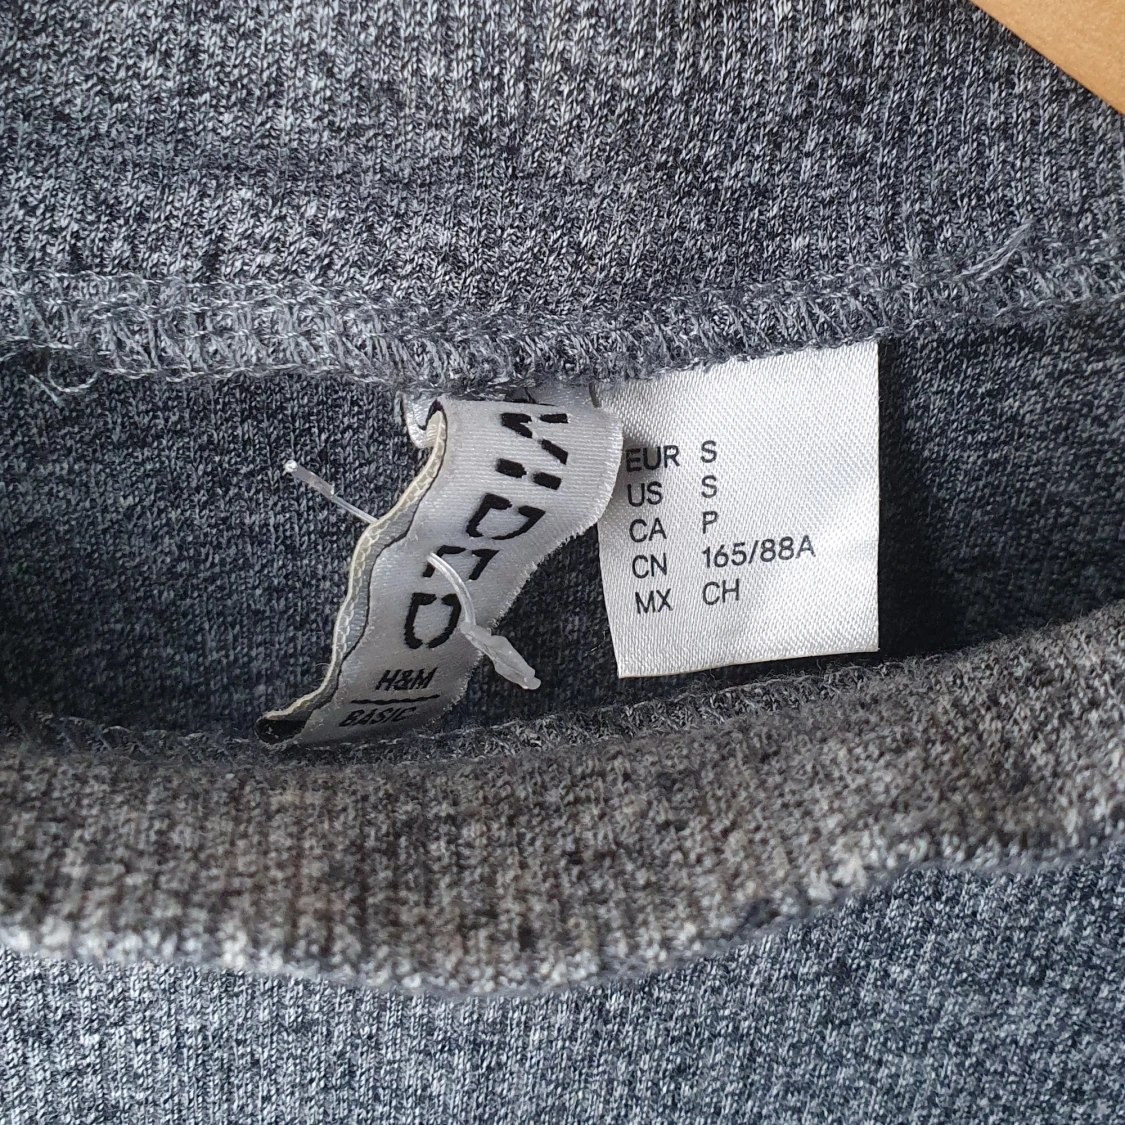 DIVIDED
H&M
BASIC
EUR S
US S
CA P
CN 165/88A
MX CH